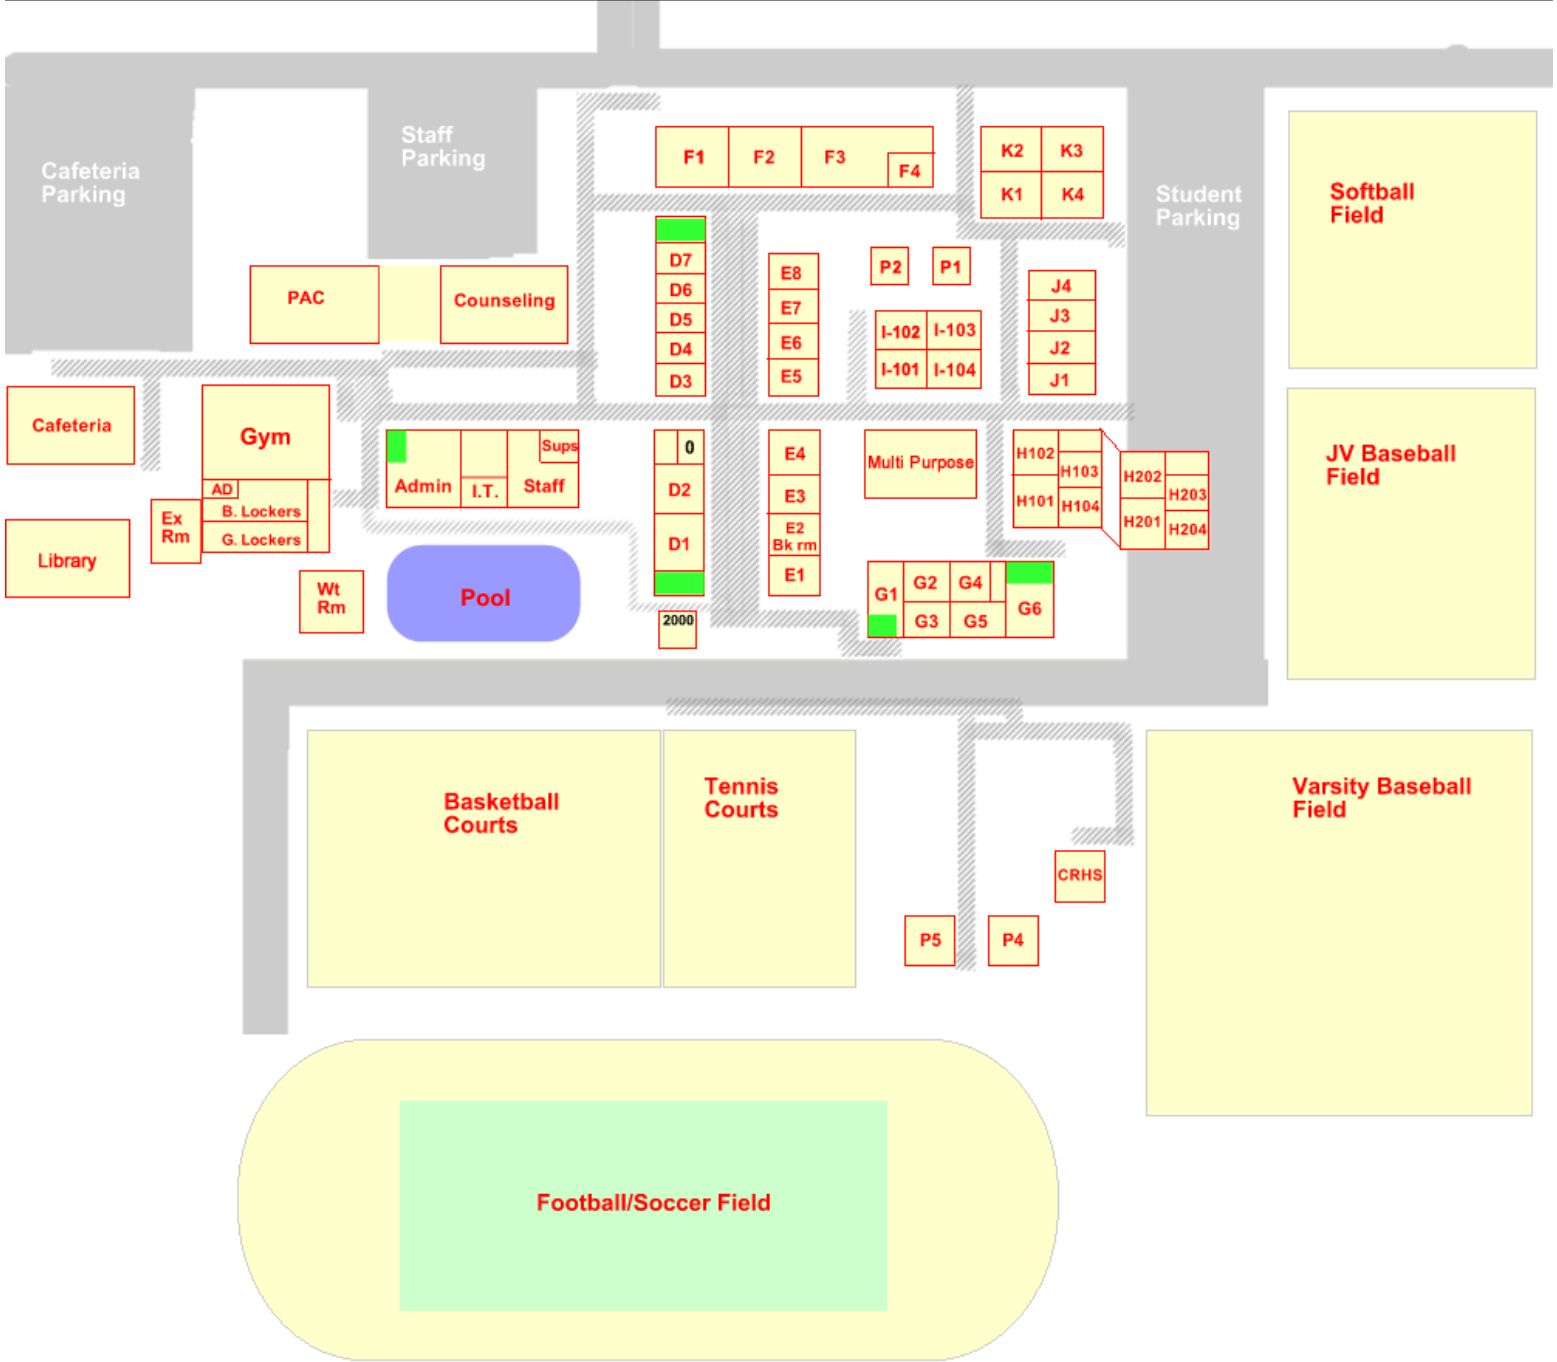 Staff
Parking
Cafeteria
Parking
Student
Parking
F1
F2
F3
F4
K2
K3
K1
K4
Softball
Field
PAC
Counseling
D7
D6
D5
D4
D3
E8
E7
E6
E5
P2
P1
I-102
I-103
I-101
I-104
J4
J3
J2
J1
Cafeteria
Gym
AD
B. Lockers
G. Lockers
Ex
Rm
Library
Wt
Rm
Admin
I.T.
Sups
Staff
Pool
0
D2
D1
2000
E4
E3
E2
Bk rm
E1
Multi Purpose
H102
H103
H101
H104
H202
H203
H201
H204
G1
G2
G4
G3
G5
G6
JV Baseball
Field
Basketball
Courts
Tennis
Courts
Varsity Baseball
Field
CRHS
P5
P4
Football/Soccer Field